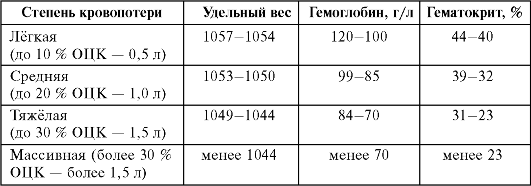 Степень кровопотери Удельный вес Гемоглобин, г/л Гематокрит, %
Лёгкая 1057—1054 120—100 44—40
(до 10 % ОЦК — 0,5 л)
Средняя 1053—1050 99—85 39—32
(до 20 % ОЦК — 1,0 л)
Тяжёлая 1049—1044 84—70 31—23
(до 30 % ОЦК — 1,5 л)
Массивная (более 30 % менее 1044 менее 70 менее 23
ОЦК — более 1,5 л)